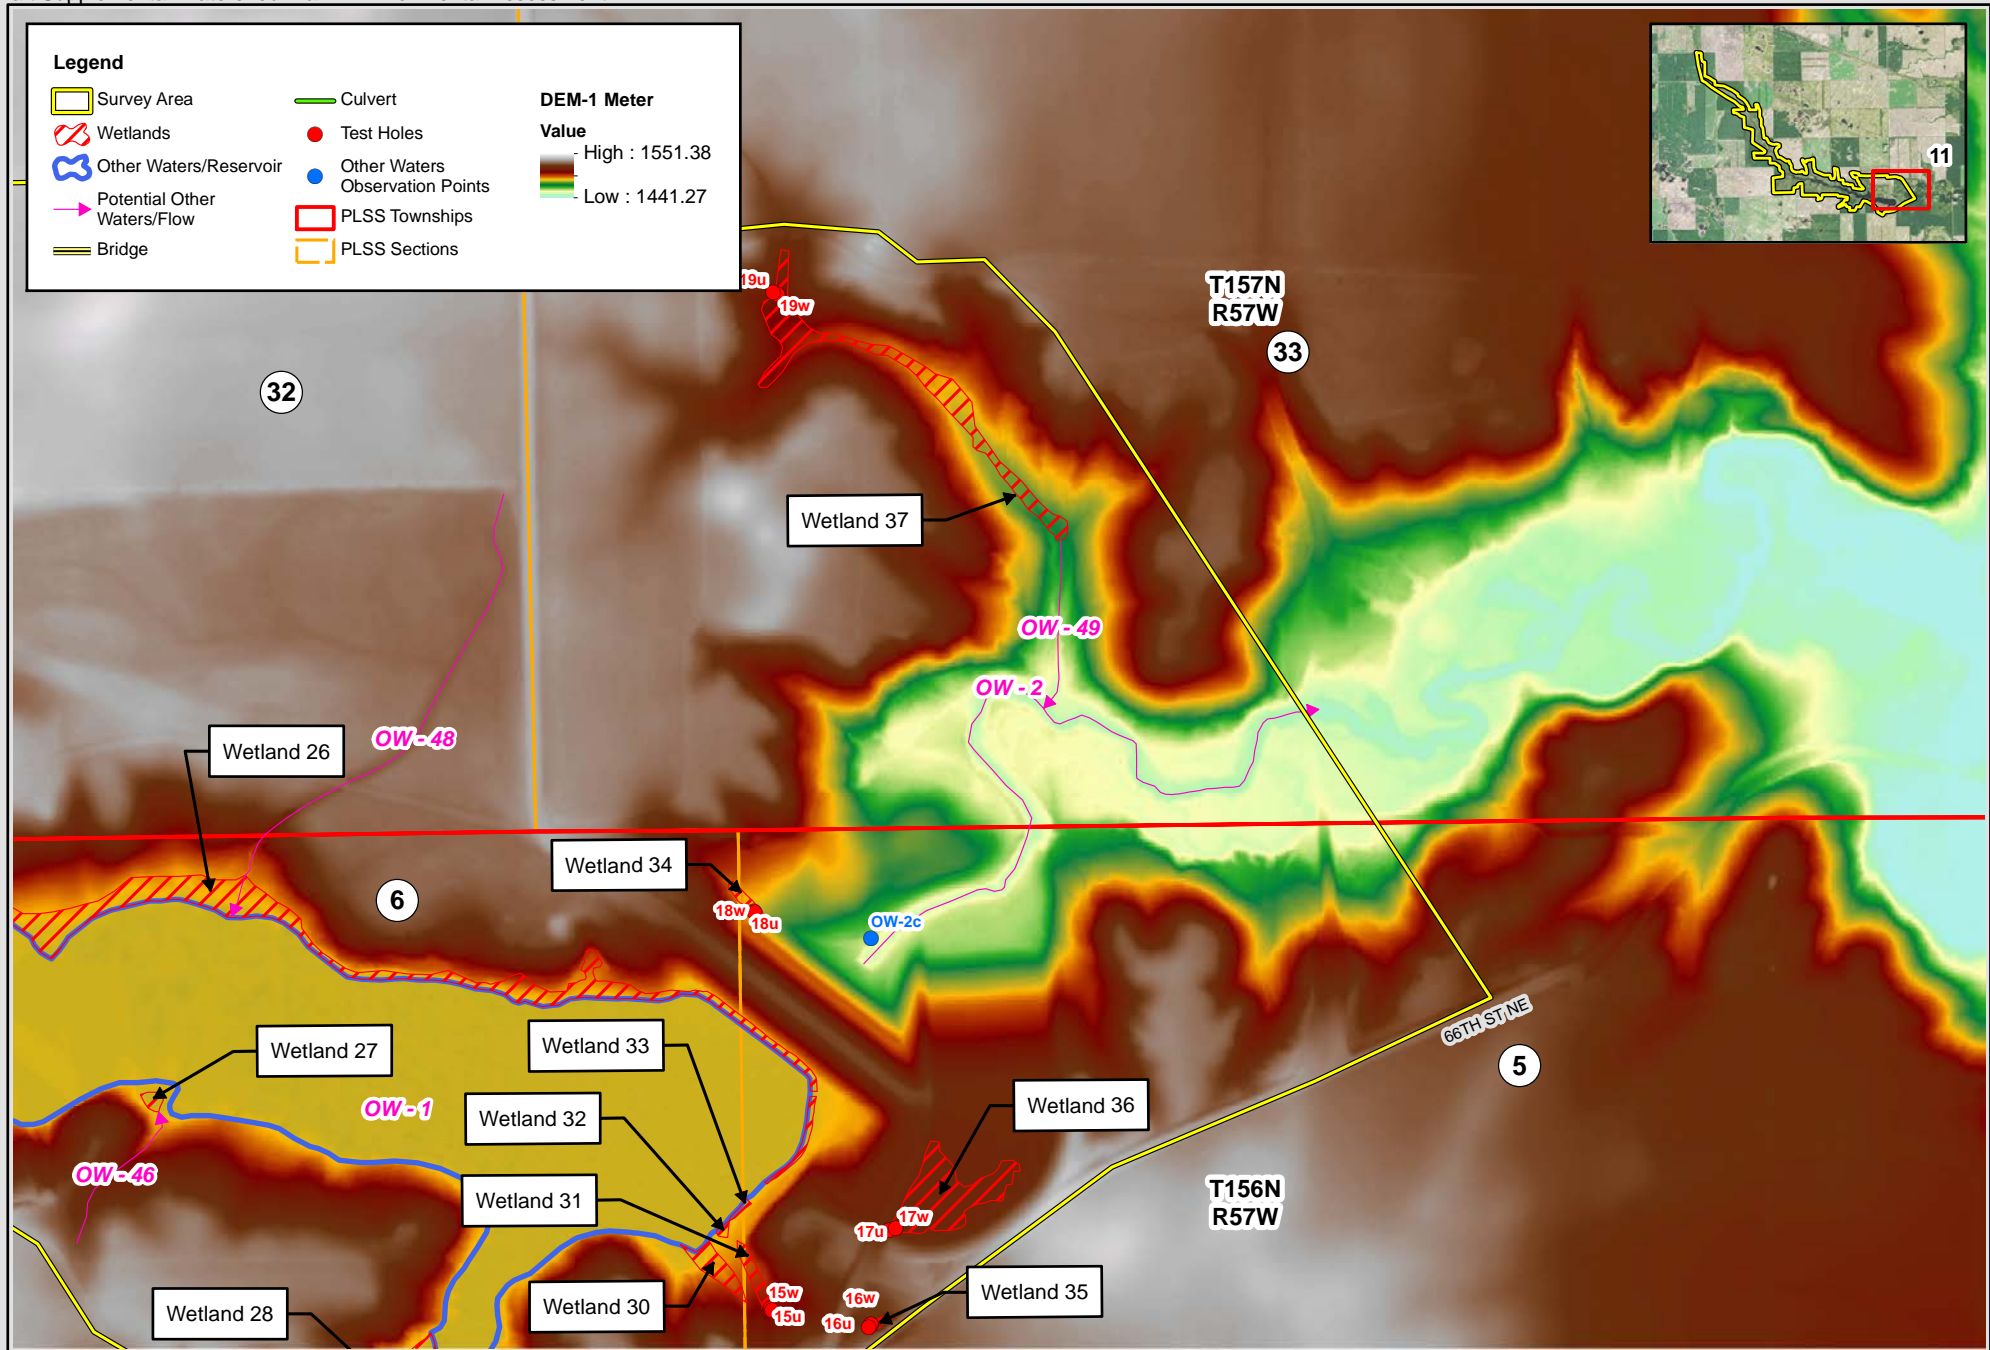 Legend
Survey Area
Wetlands
Other Waters/Reservoir
Potential Other
Waters/Flow
Bridge
Culvert
Test Holes
Other Waters
Observation Points
PLSS Townships
PLSS Sections
DEM-1 Meter
Value
High : 1551.38
Low : 1441.27
11
19u
19w
T157N
R57W
33
32
Wetland 37
OW - 49
OW - 2
OW - 48
Wetland 26
Wetland 34
6
18w
18u
OW-2c
66TH ST NE
5
Wetland 27
Wetland 33
OW - 1
Wetland 32
Wetland 36
OW - 46
Wetland 31
T156N
R57W
17w
17u
Wetland 30
15w
15u
16w
16u
Wetland 35
Wetland 28